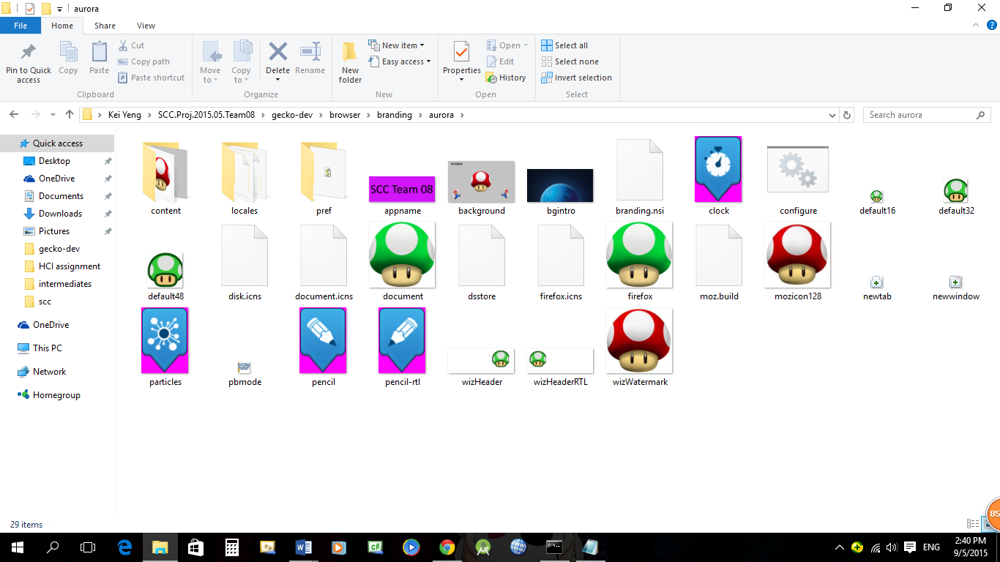 aurora
File Home Share View
Pin to Quick access
Copy
Paste
Cut
Copy path
Paste shortcut
Clipboard
Move to
Copy to
Delete
Rename
Organize
New folder
New item
Easy access
New
Properties
Open
Edit
History
Open
Select all
Select none
Invert selection
Select
Kei Yeng SCC.Proj.2015.05.Team08 gecko-dev browser branding aurora
Search aurora
Quick access
Desktop
OneDrive
Documents
Downloads
Pictures
gecko-dev
HCI assignment
intermediates
scc
OneDrive
This PC
Network
Homegroup
SCC Team 08
content locales pref appname background bgintro branding.nsi clock configure default16 default32
default48 disk.icns document.icns document dsstore firefox.icns firefox moz.build mozicon128 newtab newwindow
particles pbmode pencil pencil-rtl wizHeader wizHeaderRTL wizWatermark
29 items
85
ENG
2:40 PM
9/5/2015